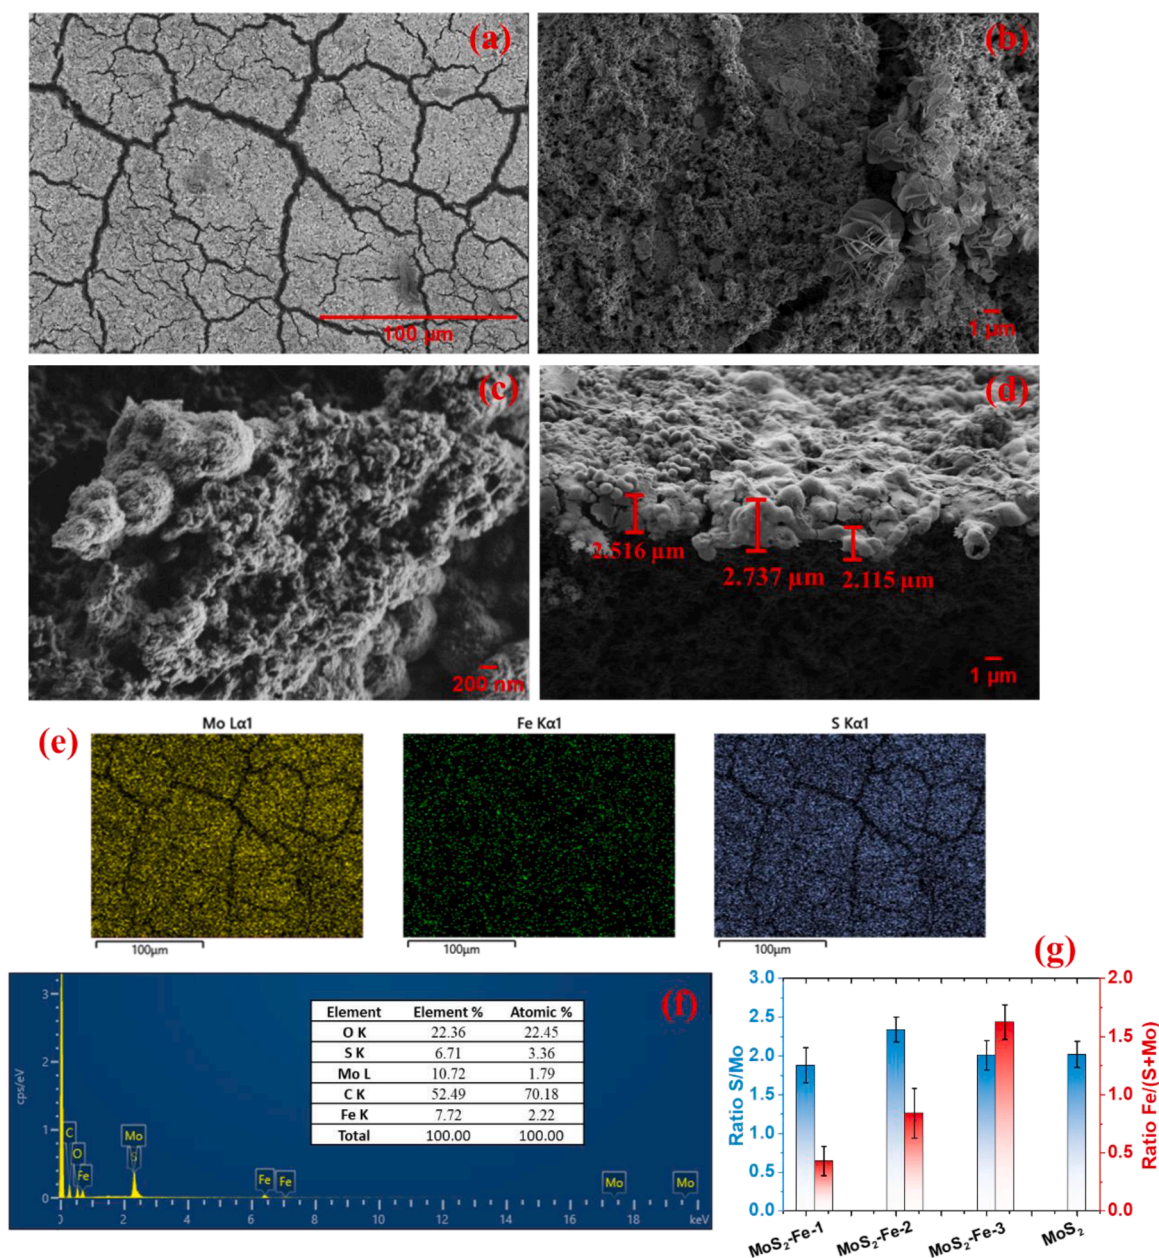 (a)
100 µm
(b)
1 µm
(c)
200 nm
(d)
2.516 µm
2.737 µm
2.115 µm
1 µm
(e)
Mo Lα1
Fe Kα1
S Kα1
100µm
100µm
100µm
(f)
cps/eV
3
2
1
0
Element Element % Atomic %
O K 22.36 22.45
S K 6.71 3.36
Mo L 10.72 1.79
C K 52.49 70.18
Fe K 7.72 2.22
Total 100.00 100.00
C
O
Fe
Mo
S
Fe
Fe
Mo
Mo
0 2 4 6 8 10 12 14 16 18 keV
(g)
Ratio S/Mo
3.0
2.5
2.0
1.5
1.0
0.5
0.0
Ratio Fe/(S+Mo)
2.0
1.5
1.0
0.5
0.0
MoS₂-Fe-1 MoS₂-Fe-2 MoS₂-Fe-3 MoS₂